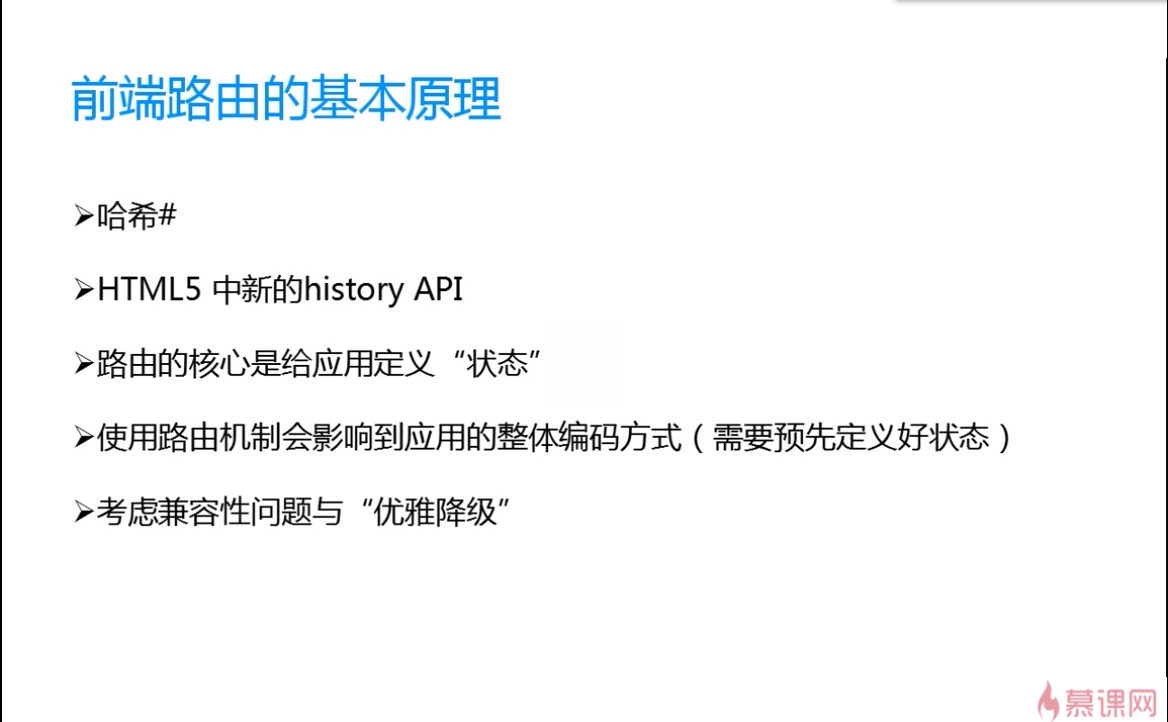 前端路由的基本原理
➢哈希#
➢HTML5 中新的history API
➢路由的核心是给应用定义“状态”
➢使用路由机制会影响到应用的整体编码方式（需要预先定义好状态）
➢考虑兼容性问题与“优雅降级”
慕课网